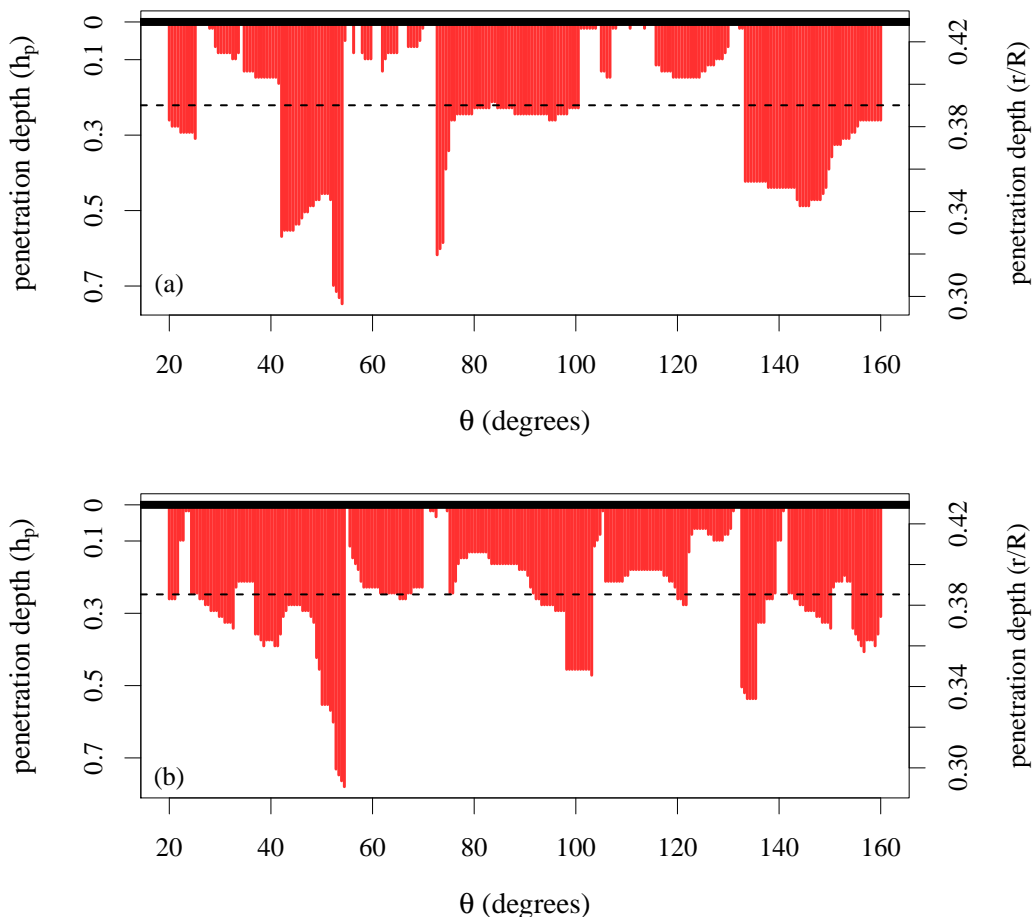 penetration depth (hp)
0
0.1
0.3
0.5
0.7
(a)
0.42
0.38
0.34
0.30
penetration depth (r/R)
20 40 60 80 100 120 140 160
θ (degrees)
penetration depth (hp)
0
0.1
0.3
0.5
0.7
(b)
0.42
0.38
0.34
0.30
penetration depth (r/R)
20 40 60 80 100 120 140 160
θ (degrees)